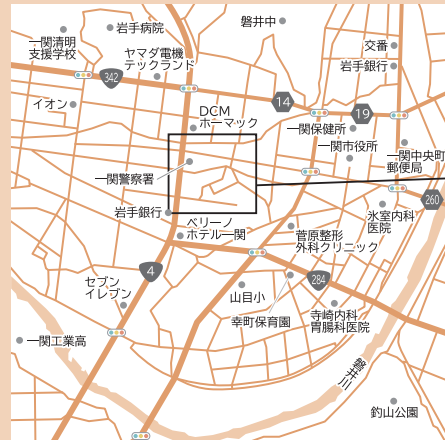 岩手病院
磐井中
一関清明
支援学校
ヤマダ電機
テックランド
交番
岩手銀行
342
イオン
14
DCM
ホーマック
19
一関保健所
一関市役所
一関中央町
郵便局
一関警察署
岩手銀行
260
氷室内科
医院
ベリーノ
ホテル一関
菅原整形
外科クリニック
4
284
セブン
イレブン
山目小
幸町保育園
寺崎内科
胃腸科医院
一関工業高
磐井川
釣山公園